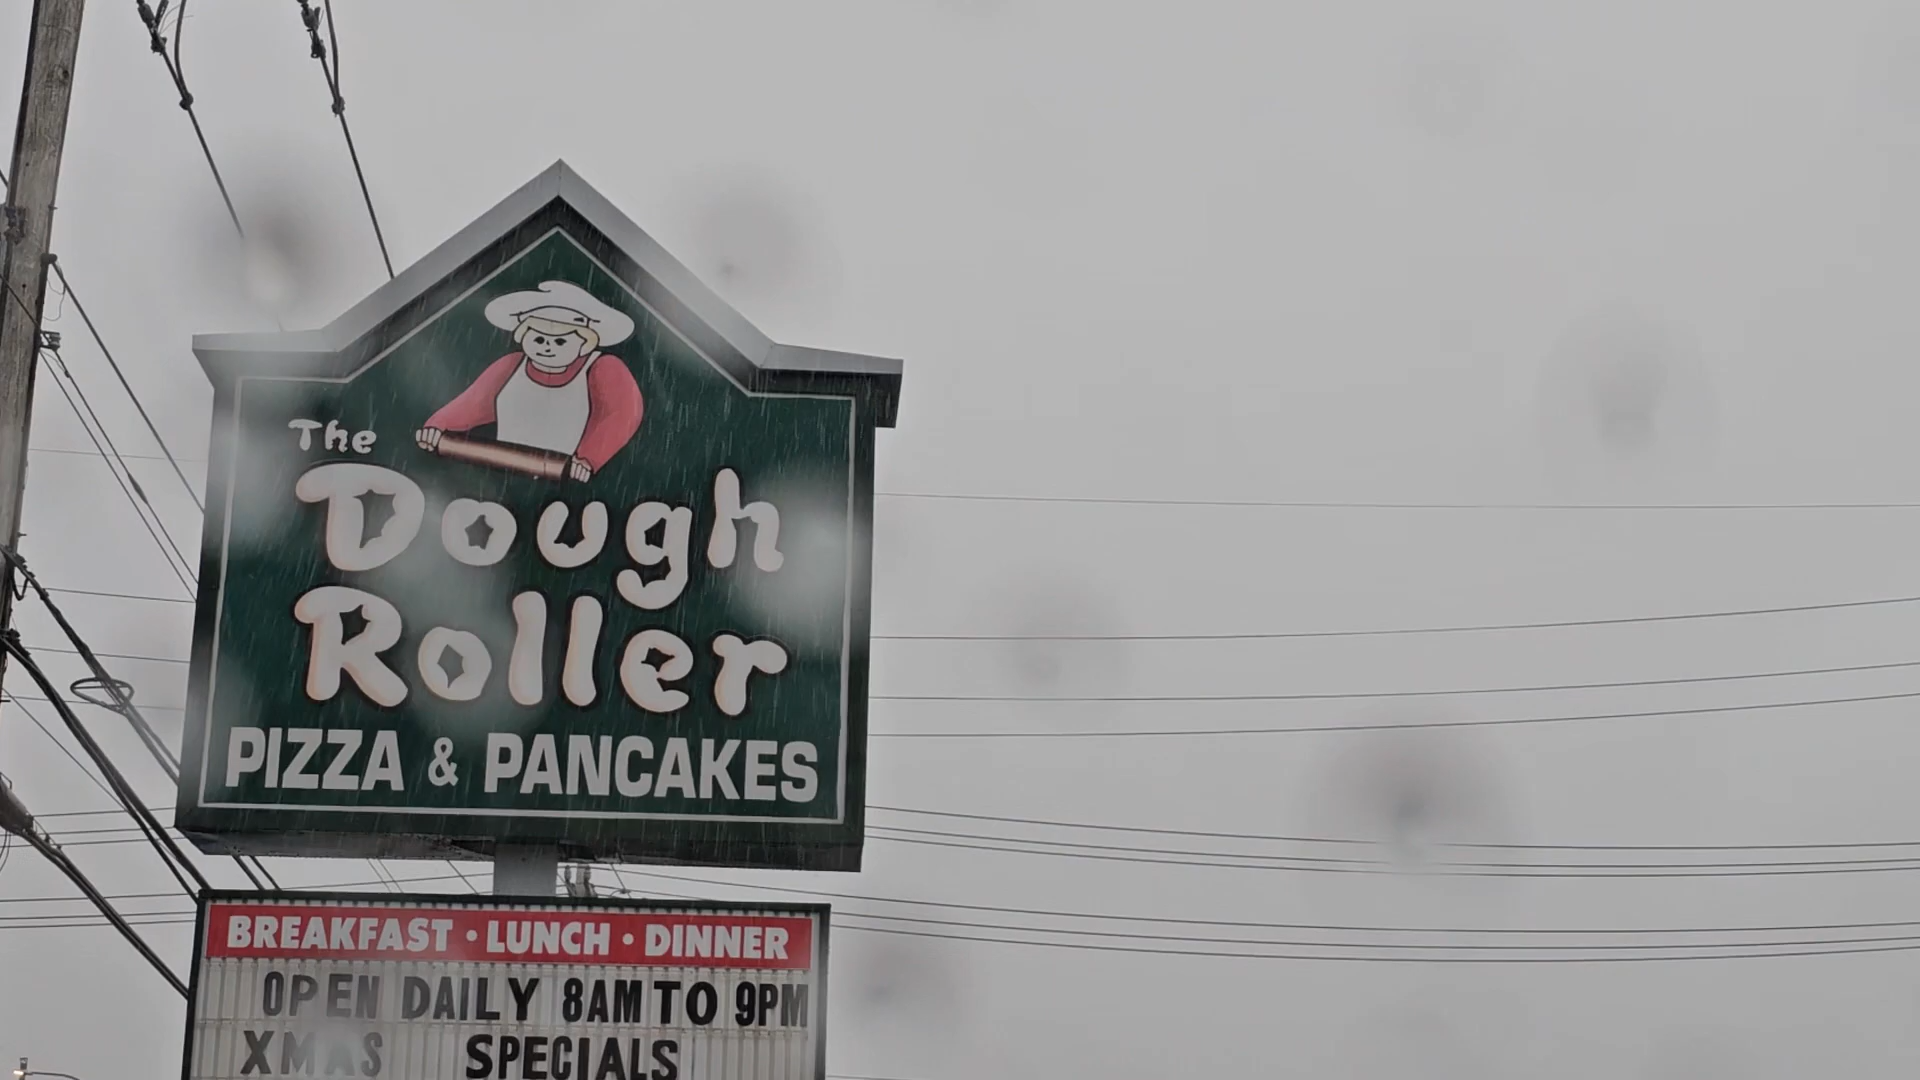 The
Dough
Roller
PIZZA & PANCAKES
BREAKFAST • LUNCH • DINNER
OPEN DAILY 8AM TO 9PM
XMAS SPECIALS